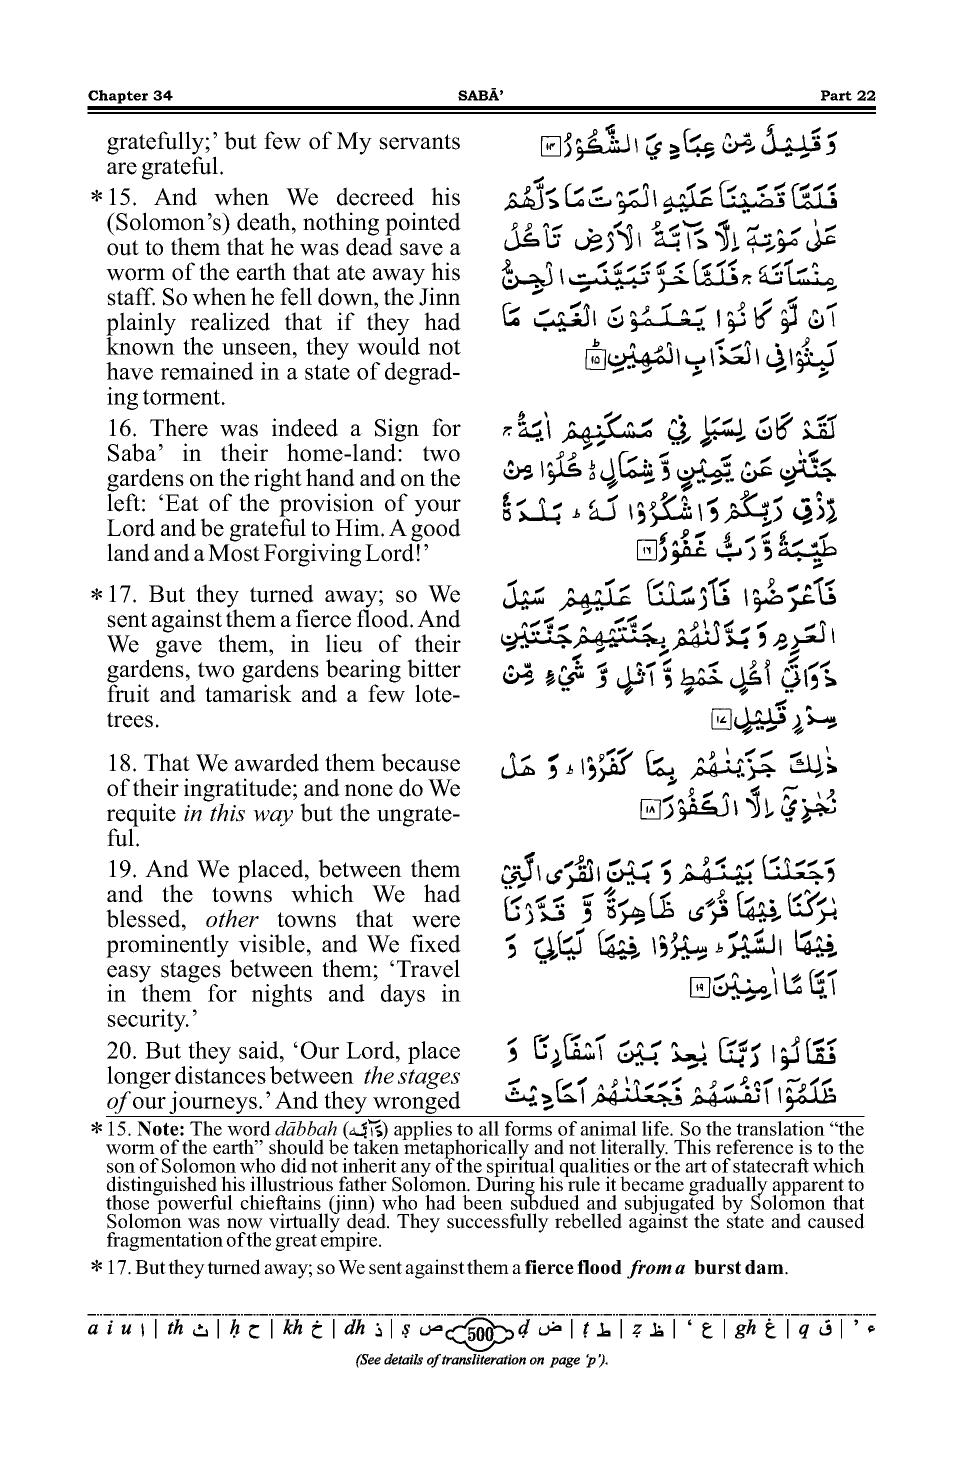 Chapter 34 SABĀ’ Part 22
gratefully;’ but few of My servants
are grateful.
وَ قَلِيْلٌ مِّنْ عِبَادِيَ الشَّكُوْرُ ۝۱۴
*15. And when We decreed his
(Solomon’s) death, nothing pointed
out to them that he was dead save a
worm of the earth that ate away his
staff. So when he fell down, the Jinn
plainly realized that if they had
known the unseen, they would not
have remained in a state of degrad-
ing torment.
فَلَمَّا قَضَيْنَا عَلَيْهِ الْمَوْتَ مَا دَلَّهُمْ
عَلٰى مَوْتِهٖۤ اِلَّا دَآبَّةُ الْاَرْضِ تَاْكُلُ
مِنْسَاَتَهٗ ۚ فَلَمَّا خَرَّ تَبَيَّنَتِ الْجِنُّ
اَنْ لَّوْ كَانُوْا يَعْلَمُوْنَ الْغَيْبَ مَا
لَبِثُوْا فِي الْعَذَابِ الْمُهِيْنِ ۝۱۵
16. There was indeed a Sign for
Saba’ in their home-land: two
gardens on the right hand and on the
left: ‘Eat of the provision of your
Lord and be grateful to Him. A good
land and a Most Forgiving Lord!’
لَقَدْ كَانَ لِسَبَاٍ فِيْ مَسْكَنِهِمْ اٰيَةٌ ۚ
جَنَّتٰنِ عَنْ يَّمِيْنٍ وَّ شِمَالٍ ؕ كُلُوْا مِنْ
رِّزْقِ رَبِّكُمْ وَ اشْكُرُوْا لَهٗ ؕ بَلْدَةٌ
طَيِّبَةٌ وَّ رَبٌّ غَفُوْرٌ ۝۱۶
*17. But they turned away; so We
sent against them a fierce flood. And
We gave them, in lieu of their
gardens, two gardens bearing bitter
fruit and tamarisk and a few lote-
trees.
فَاَعْرَضُوْا فَاَرْسَلْنَا عَلَيْهِمْ سَيْلَ
الْعَرِمِ وَ بَدَّلْنٰهُمْ بِجَنَّتَيْهِمْ جَنَّتَيْنِ
ذَوَاتَيْ اُكُلٍ خَمْطٍ وَّ اَثْلٍ وَّ شَيْءٍ مِّنْ
سِدْرٍ قَلِيْلٍ ۝۱۷
18. That We awarded them because
of their ingratitude; and none do We
requite in this way but the ungrate-
ful.
ذٰلِكَ جَزَيْنٰهُمْ بِمَا كَفَرُوْا ؕ وَ هَلْ
نُجٰزِيْۤ اِلَّا الْكَفُوْرَ ۝۱۸
19. And We placed, between them
and the towns which We had
blessed, other towns that were
prominently visible, and We fixed
easy stages between them; ‘Travel
in them for nights and days in
security.’
وَ جَعَلْنَا بَيْنَهُمْ وَ بَيْنَ الْقُرَى الَّتِيْ
بٰرَكْنَا فِيْهَا قُرًى ظَاهِرَةً وَّ قَدَّرْنَا
فِيْهَا السَّيْرَ ؕ سِيْرُوْا فِيْهَا لَيَالِيَ وَ
اَيَّامًا اٰمِنِيْنَ ۝۱۹
20. But they said, ‘Our Lord, place
longer distances between the stages
of our journeys.’ And they wronged
فَقَالُوْا رَبَّنَا بٰعِدْ بَيْنَ اَسْفَارِنَا وَ
ظَلَمُوْۤا اَنْفُسَهُمْ فَجَعَلْنٰهُمْ اَحَادِيْثَ
*15. Note: The word dābbah (دَآبَّة) applies to all forms of animal life. So the translation “the
worm of the earth” should be taken metaphorically and not literally. This reference is to the
son of Solomon who did not inherit any of the spiritual qualities or the art of statecraft which
distinguished his illustrious father Solomon. During his rule it became gradually apparent to
those powerful chieftains (jinn) who had been subdued and subjugated by Solomon that
Solomon was now virtually dead. They successfully rebelled against the state and caused
fragmentation of the great empire.
*17. But they turned away; so We sent against them a fierce flood from a burst dam.
a i u ا | th ث | ḥ ح | kh خ | dh ذ | ṣ ص 500 ḍ ض | ṭ ط | ẓ ظ | ‘ ع | gh غ | q ق | ’ ء
(See details of transliteration on page ‘p’).